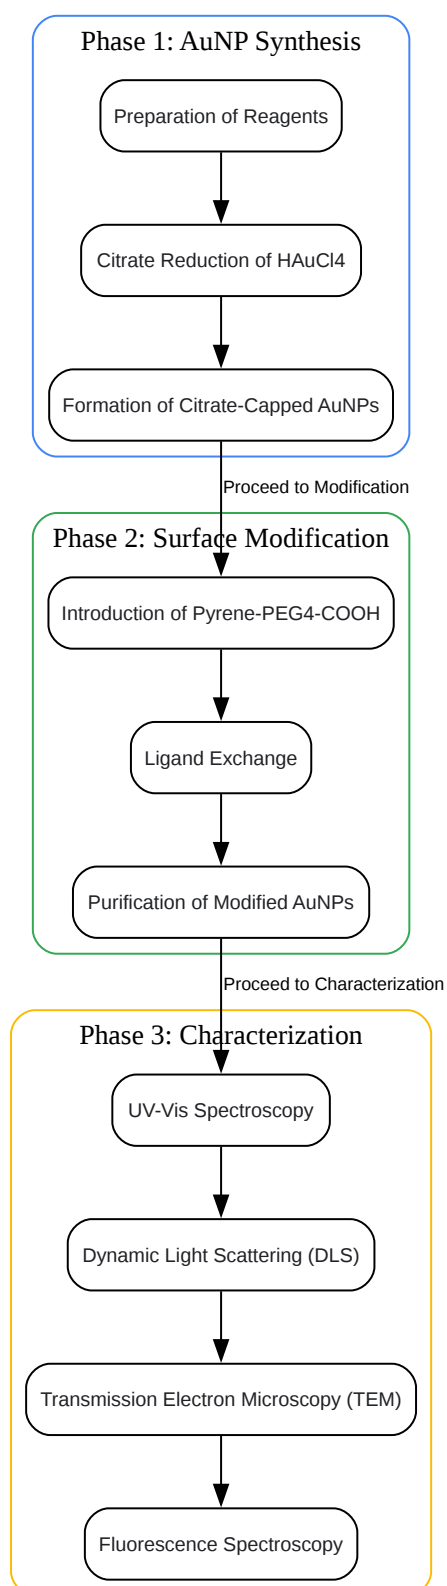 Phase 1: AuNP Synthesis
Preparation of Reagents
Citrate Reduction of HAuCl4
Formation of Citrate-Capped AuNPs
Proceed to Modification
Phase 2: Surface Modification
Introduction of Pyrene-PEG4-COOH
Ligand Exchange
Purification of Modified AuNPs
Proceed to Characterization
Phase 3: Characterization
UV-Vis Spectroscopy
Dynamic Light Scattering (DLS)
Transmission Electron Microscopy (TEM)
Fluorescence Spectroscopy